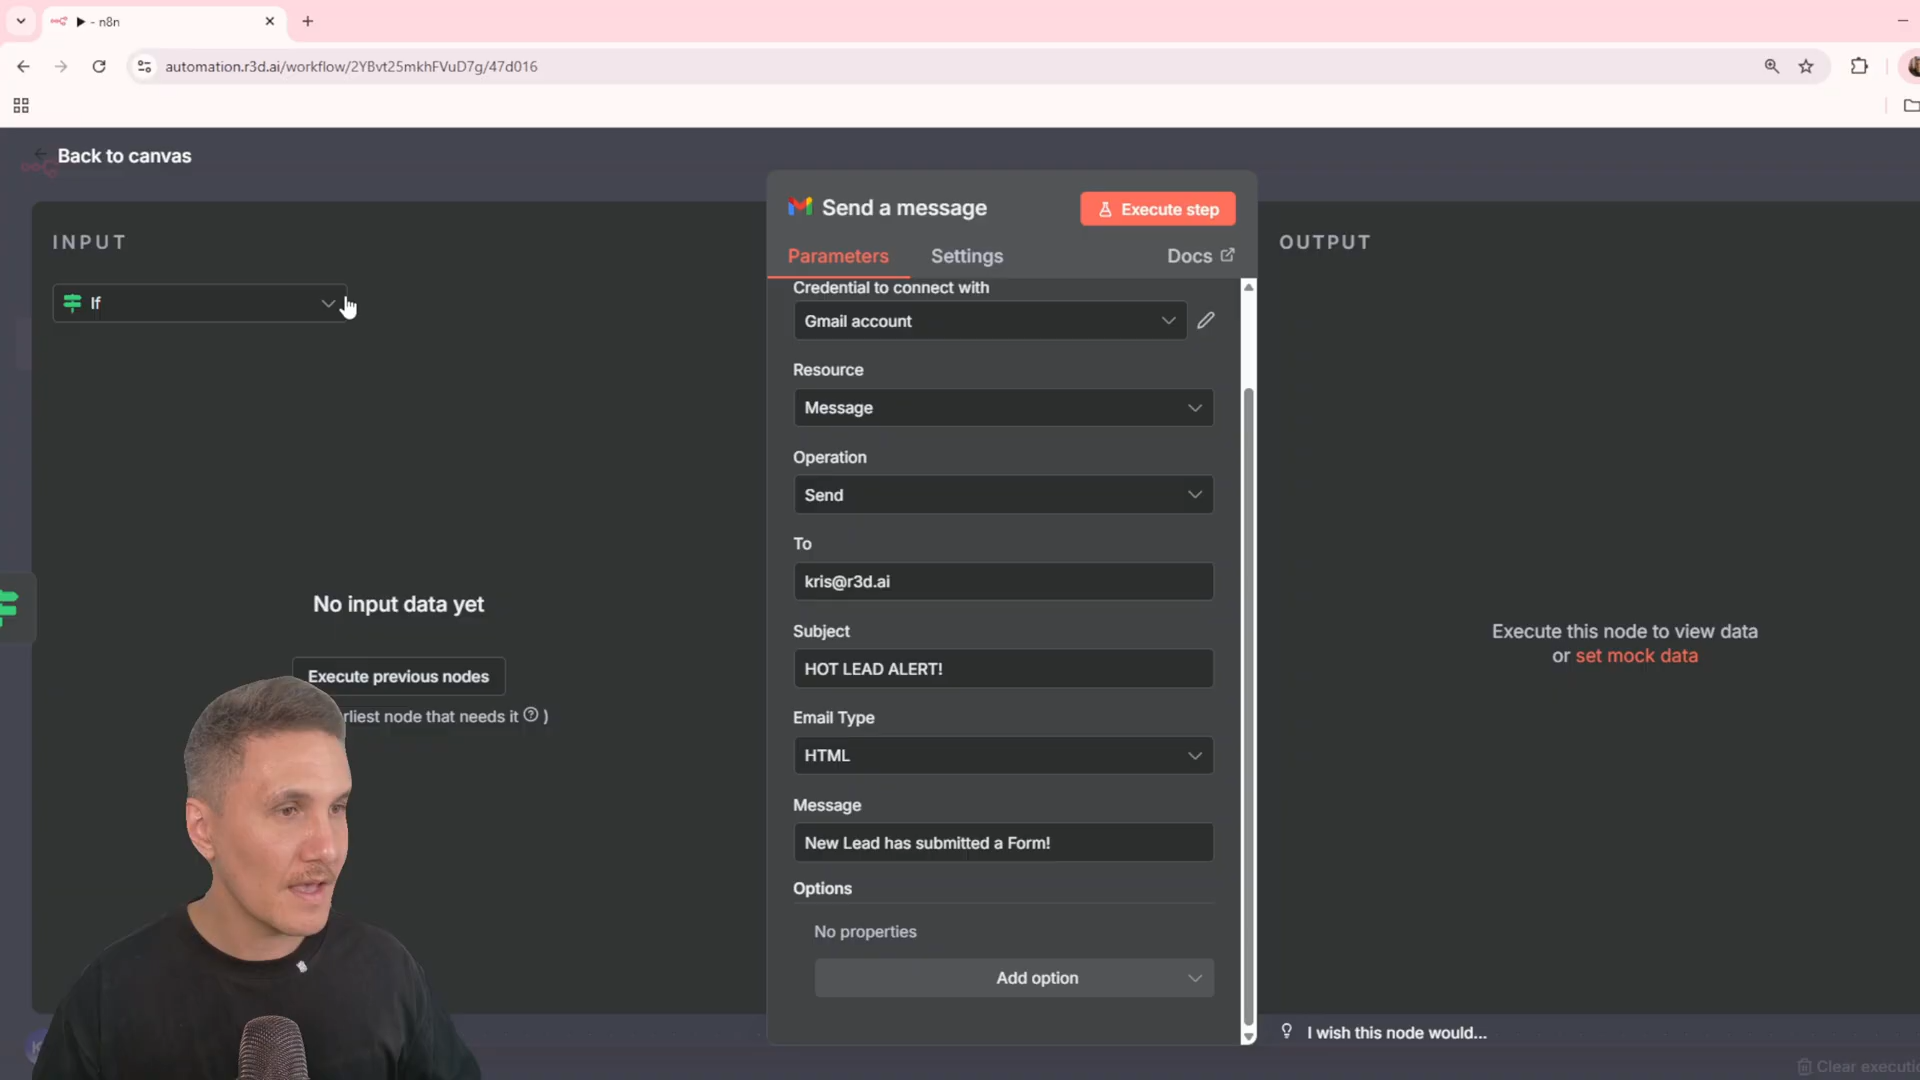 - n8n
automation.r3d.ai/workflow/2YBvt25mkhFVuD7g/47d016
Back to canvas
INPUT
If
No input data yet
Execute previous nodes
rliest node that needs it ? )
Send a message
Execute step
Parameters
Settings
Docs
Credential to connect with
Gmail account
Resource
Message
Operation
Send
To
kris@r3d.ai
Subject
HOT LEAD ALERT!
Email Type
HTML
Message
New Lead has submitted a Form!
Options
No properties
Add option
OUTPUT
Execute this node to view data
or set mock data
I wish this node would...
Clear executio